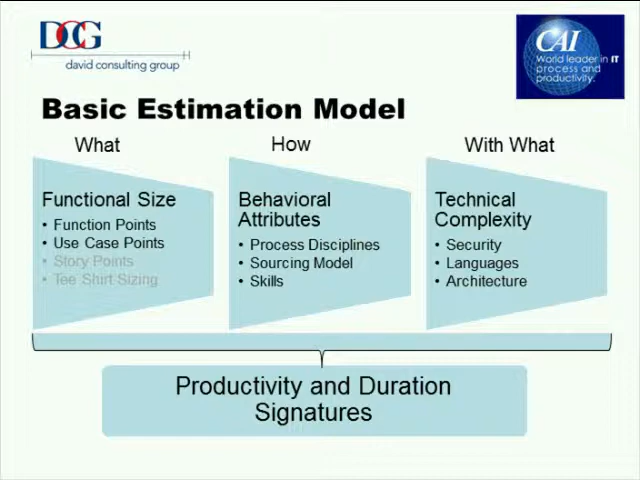 DCG
david consulting group
CAI
World leader in IT
process and
productivity.
Basic Estimation Model
What
How
With What
Functional Size
• Function Points
• Use Case Points
• Story Points
• Tee Shirt Sizing
Behavioral
Attributes
• Process Disciplines
• Sourcing Model
• Skills
Technical
Complexity
• Security
• Languages
• Architecture
Productivity and Duration
Signatures